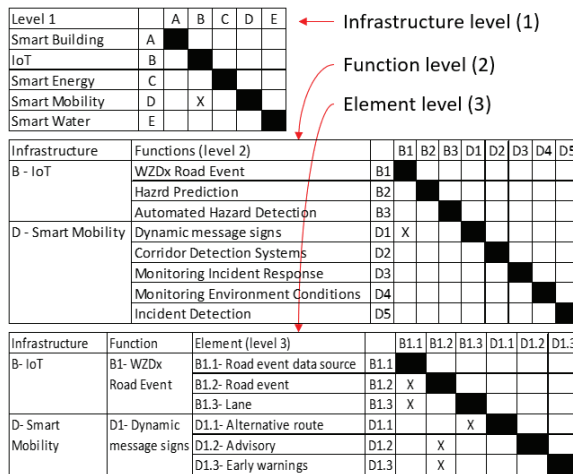 Level 1 A B C D E
Smart Building A
IoT B
Smart Energy C
Smart Mobility D X
Smart Water E
Infrastructure level (1)
Function level (2)
Element level (3)
Infrastructure Functions (level 2) B1 B2 B3 D1 D2 D3 D4 D5
B - IoT WZDx Road Event B1
Hazrd Prediction B2
Automated Hazard Detection B3
D - Smart Mobility Dynamic message signs D1 X
Corridor Detection Systems D2
Monitoring Incident Response D3
Monitoring Environment Conditions D4
Incident Detection D5
Infrastructure Function Element (level 3) B1.1 B1.2 B1.3 D1.1 D1.2 D1.3
B- IoT B1- WZDx B1.1- Road event data source B1.1
Road Event B1.2- Road event B1.2 X
B1.3- Lane B1.3 X
D- Smart D1- Dynamic D1.1- Alternative route D1.1 X
Mobility message signs D1.2- Advisory D1.2 X
D1.3- Early warnings D1.3 X